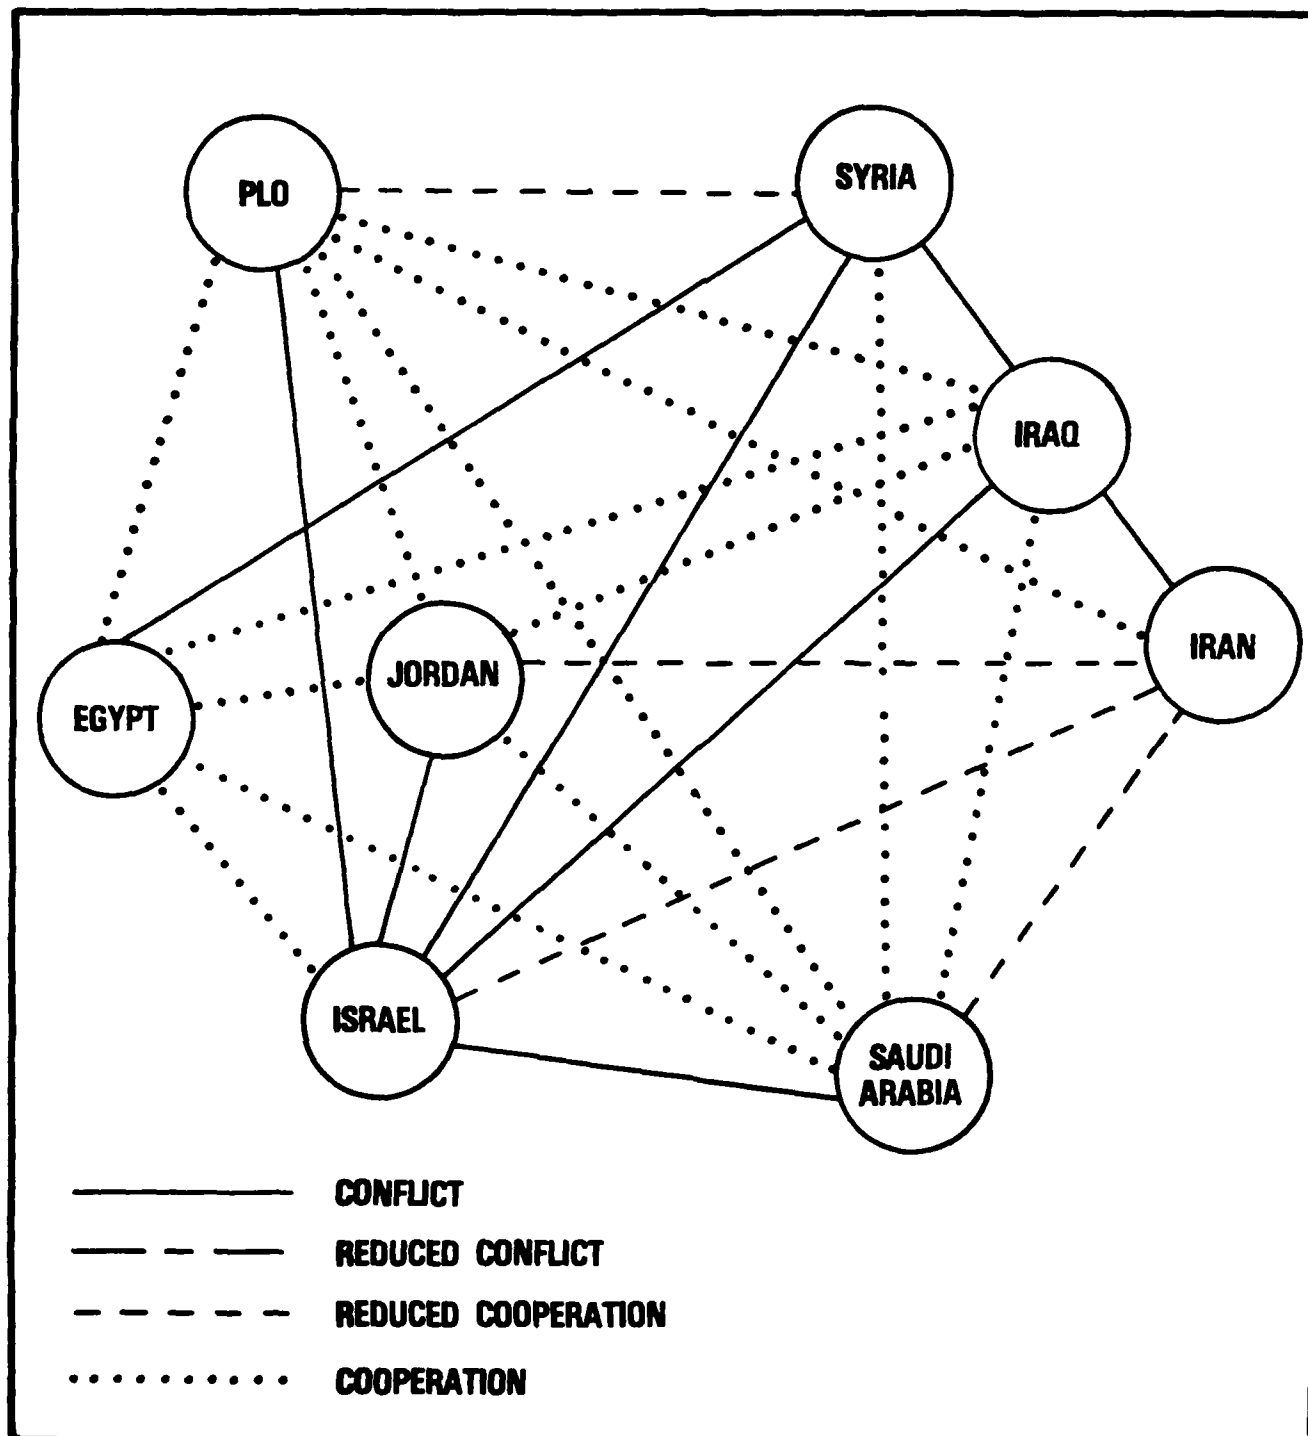 PLO
SYRIA
IRAQ
IRAN
JORDAN
EGYPT
ISRAEL
SAUDI
ARABIA
CONFLICT
REDUCED CONFLICT
REDUCED COOPERATION
COOPERATION